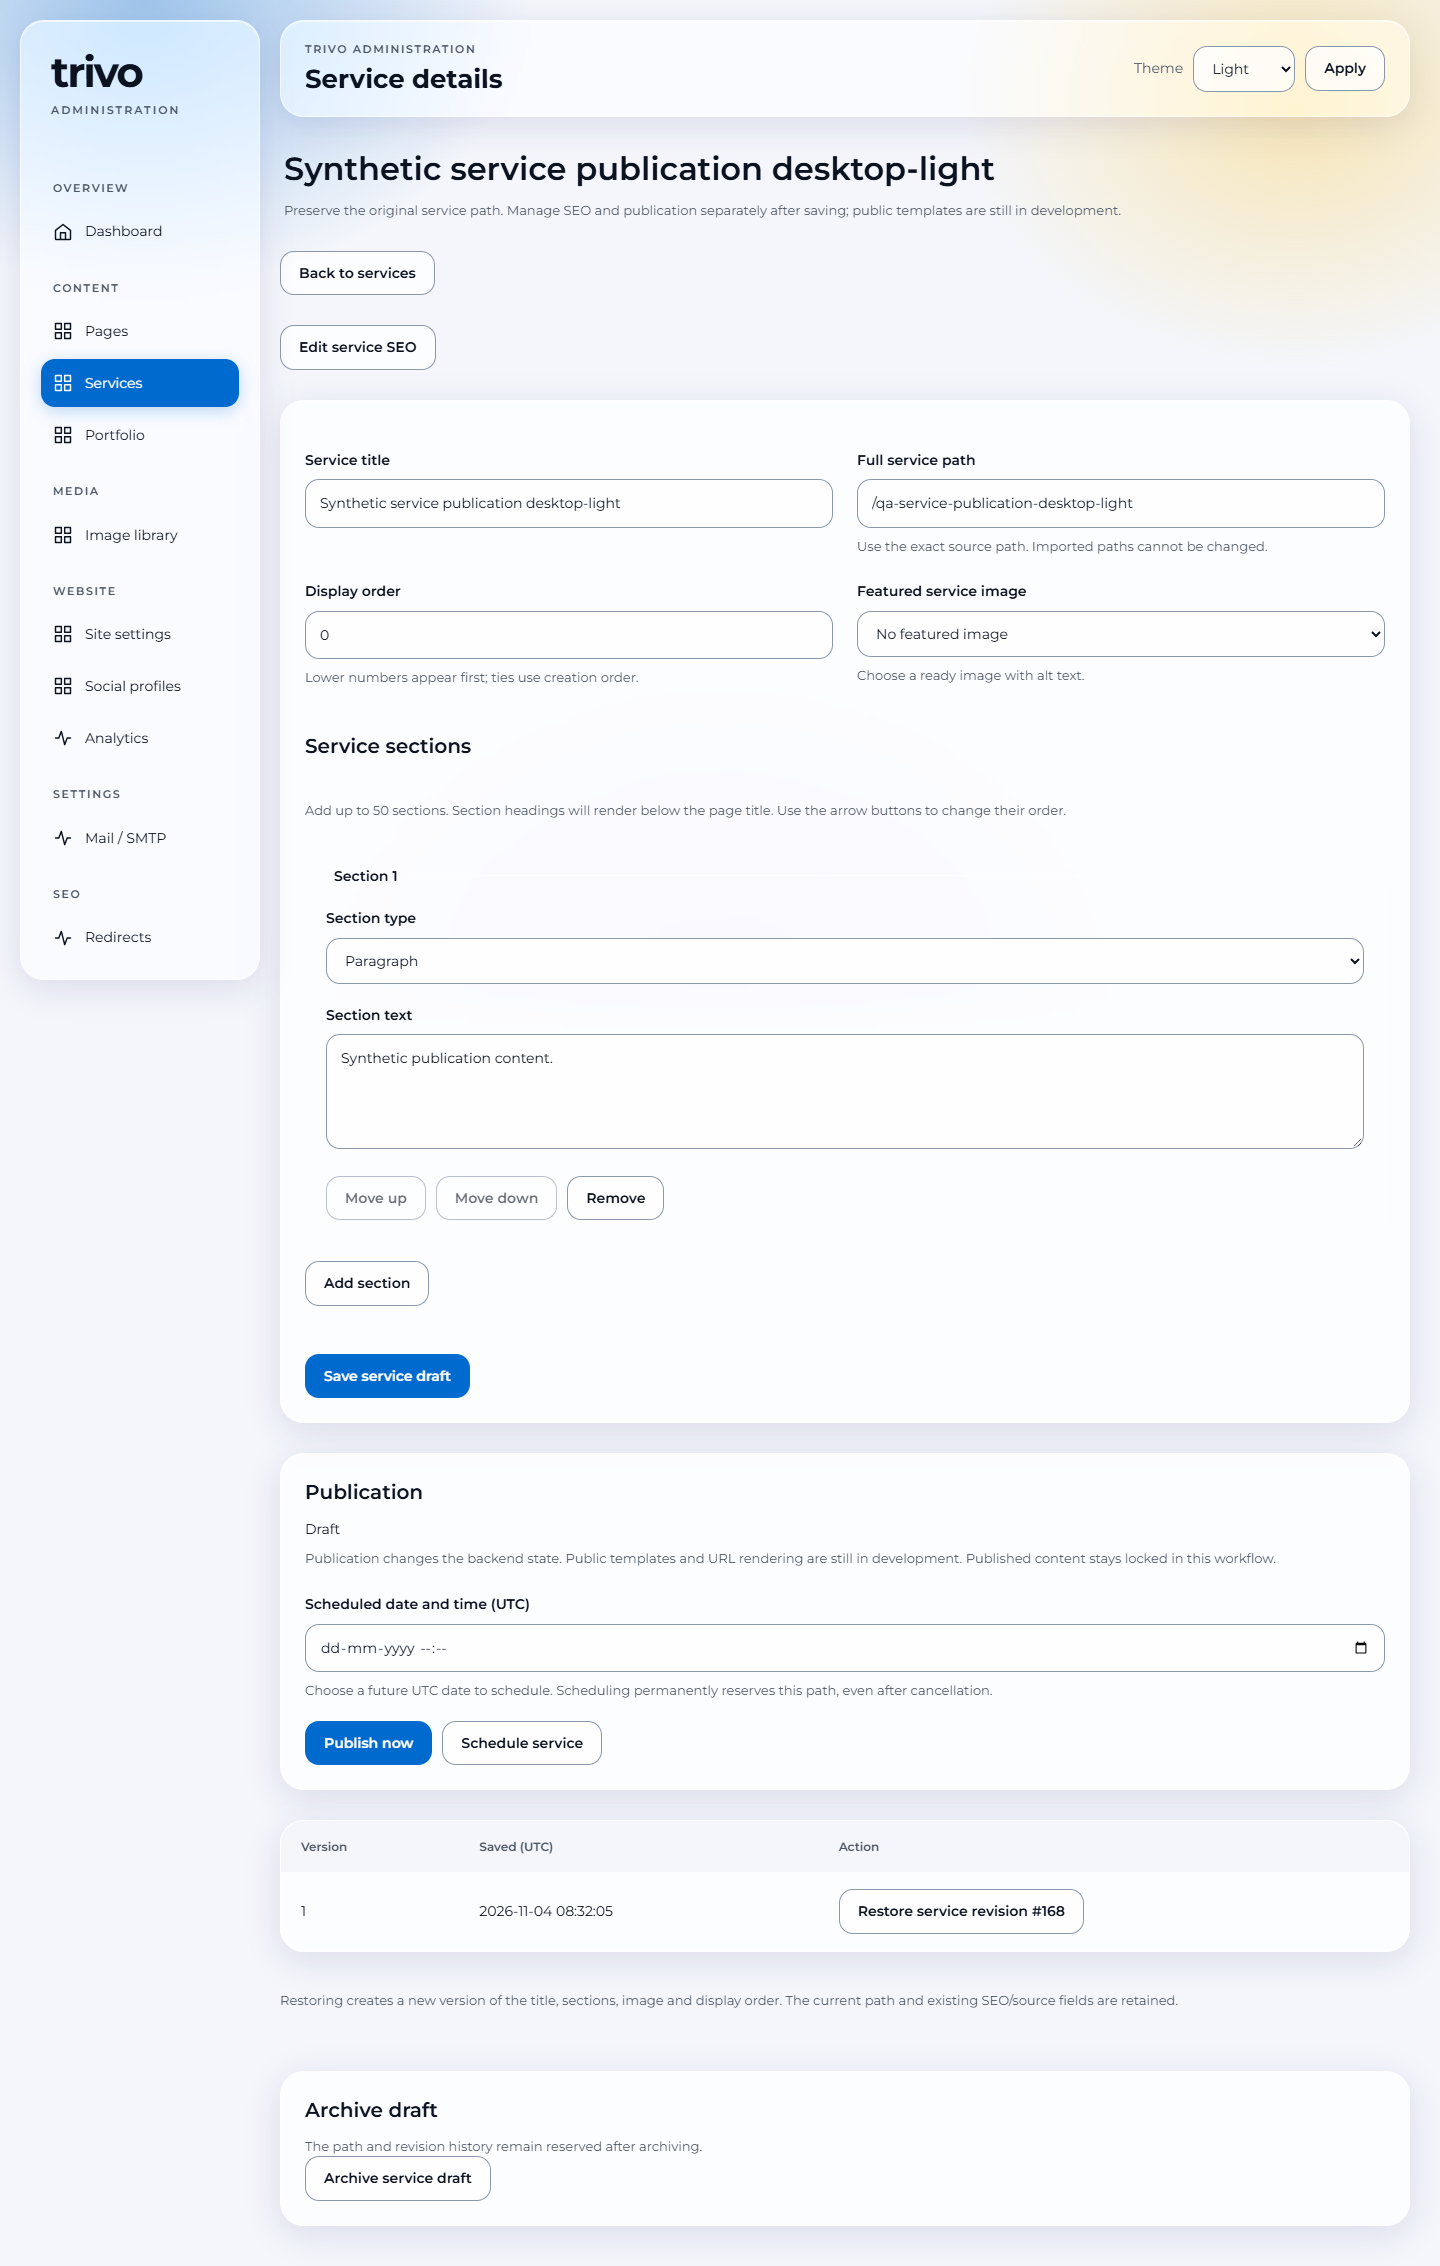 trivo
ADMINISTRATION
OVERVIEW
Dashboard
CONTENT
Pages
Services
Portfolio
MEDIA
Image library
WEBSITE
Site settings
Social profiles
Analytics
SETTINGS
Mail / SMTP
SEO
Redirects
TRIVO ADMINISTRATION
Service details
Theme
Light
Apply
Synthetic service publication desktop-light
Preserve the original service path. Manage SEO and publication separately after saving; public templates are still in development.
Back to services
Edit service SEO
Service title
Synthetic service publication desktop-light
Full service path
/qa-service-publication-desktop-light
Use the exact source path. Imported paths cannot be changed.
Display order
0
Lower numbers appear first; ties use creation order.
Featured service image
No featured image
Choose a ready image with alt text.
Service sections
Add up to 50 sections. Section headings will render below the page title. Use the arrow buttons to change their order.
Section 1
Section type
Paragraph
Section text
Synthetic publication content.
Move up
Move down
Remove
Add section
Save service draft
Publication
Draft
Publication changes the backend state. Public templates and URL rendering are still in development. Published content stays locked in this workflow.
Scheduled date and time (UTC)
dd-mm-yyyy --:--
Choose a future UTC date to schedule. Scheduling permanently reserves this path, even after cancellation.
Publish now
Schedule service
Version
Saved (UTC)
Action
1
2026-11-04 08:32:05
Restore service revision #168
Restoring creates a new version of the title, sections, image and display order. The current path and existing SEO/source fields are retained.
Archive draft
The path and revision history remain reserved after archiving.
Archive service draft